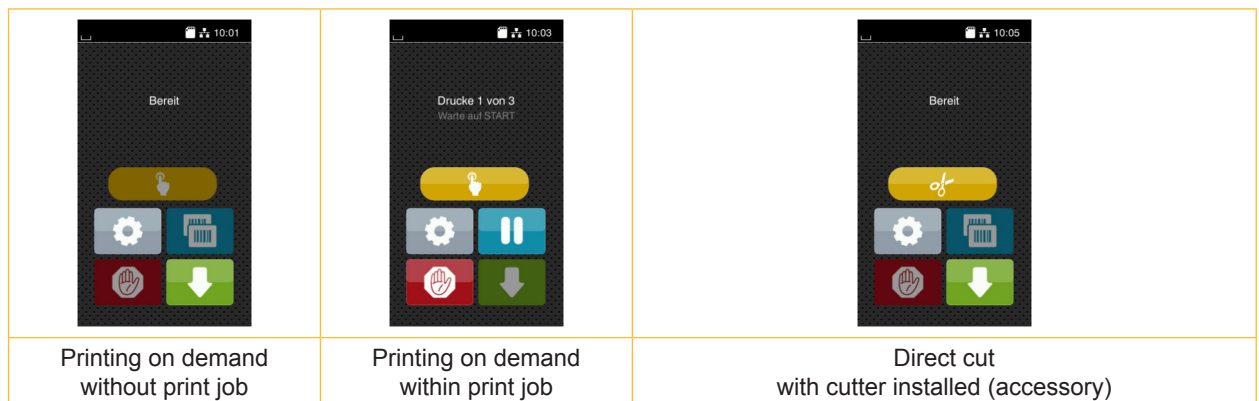 10:01
Bereit
10:03
Drucke 1 von 3
Warte auf START
10:05
Bereit
Printing on demand
without print job
Printing on demand
within print job
Direct cut
with cutter installed (accessory)